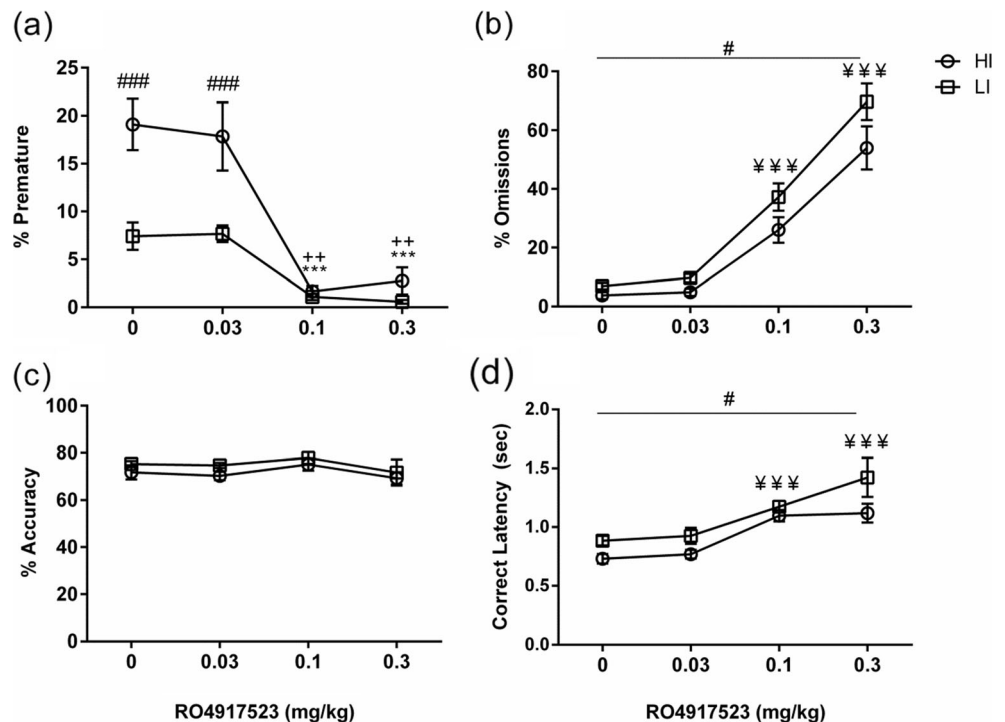 (a)
% Premature
25
20
15
10
5
0
###
###
++
***
++
***
0 0.03 0.1 0.3
(b)
% Omissions
80
60
40
20
0
#
¥ ¥ ¥
¥ ¥ ¥
0 0.03 0.1 0.3
HI
LI
(c)
% Accuracy
100
80
60
40
20
0
0 0.03 0.1 0.3
RO4917523 (mg/kg)
(d)
Correct Latency (sec)
2.0
1.5
1.0
0.5
0.0
#
¥ ¥ ¥
¥ ¥ ¥
0 0.03 0.1 0.3
RO4917523 (mg/kg)